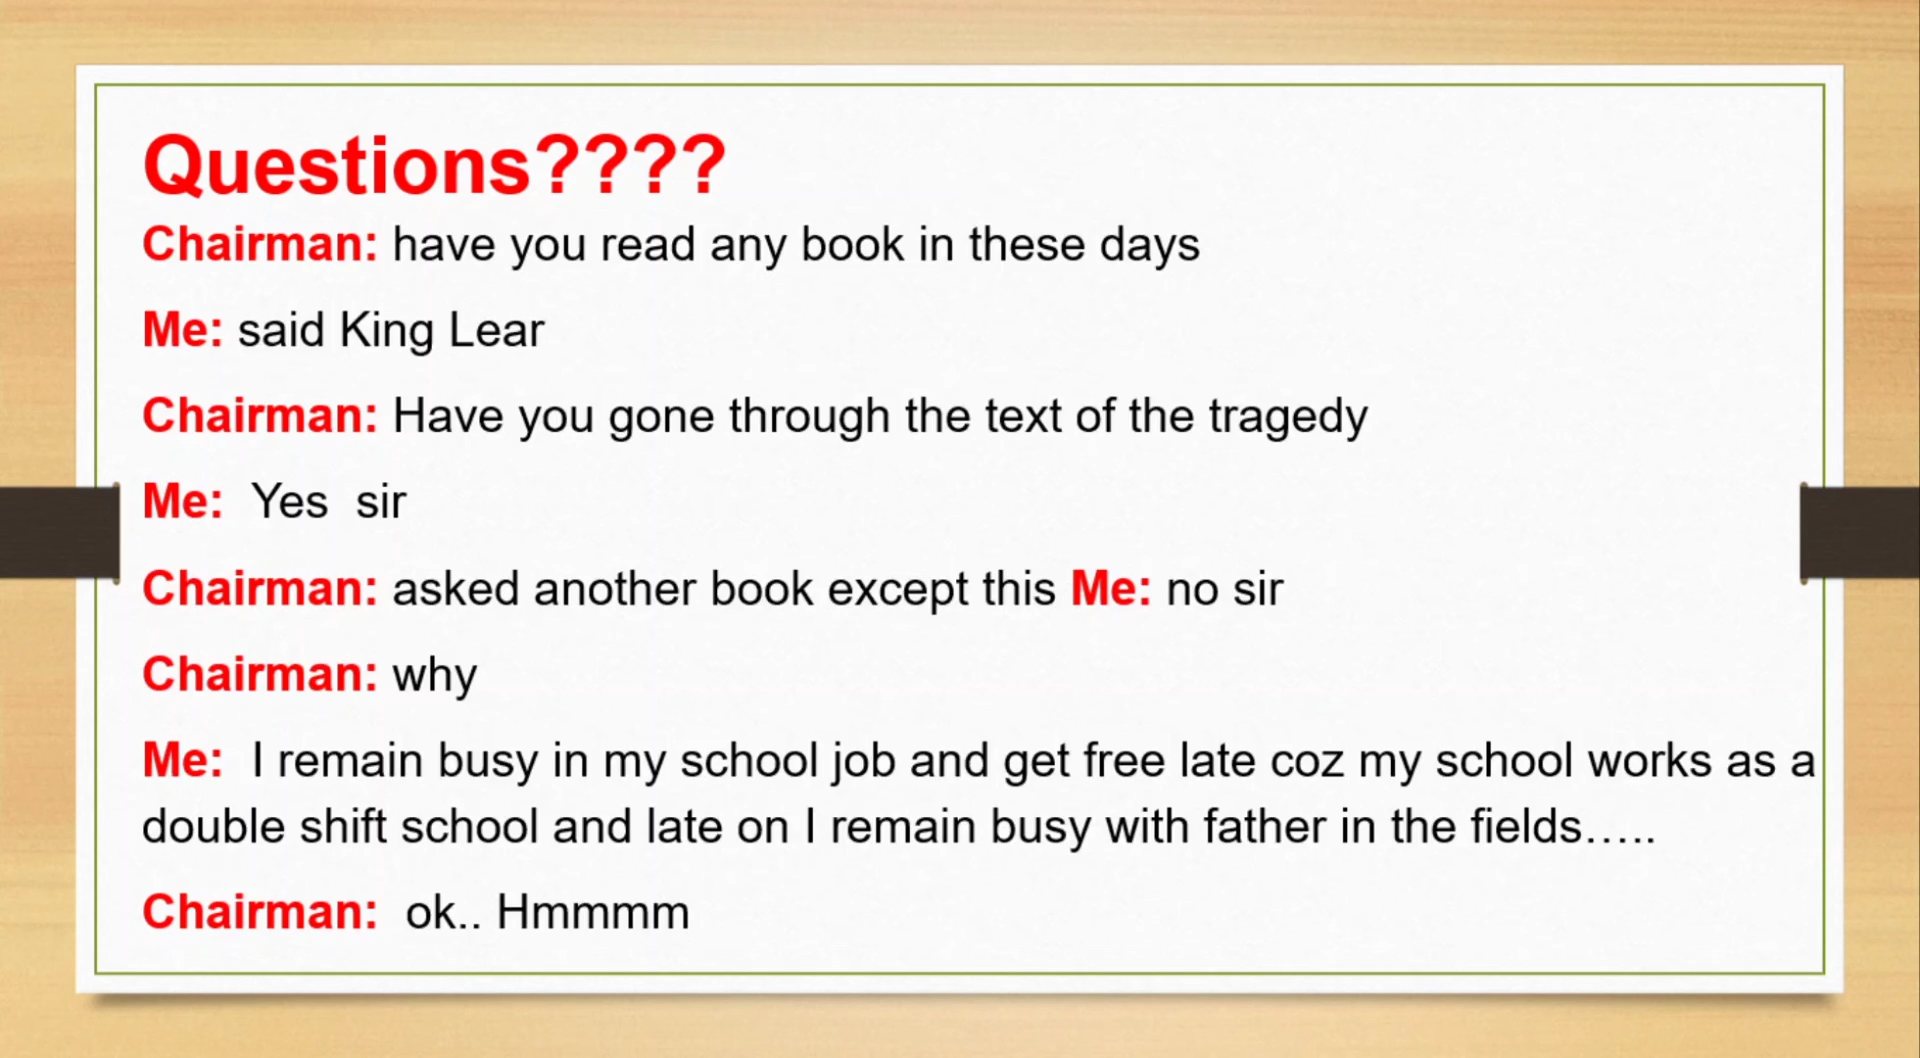 Questions????
Chairman: have you read any book in these days
Me: said King Lear
Chairman: Have you gone through the text of the tragedy
Me:  Yes  sir
Chairman: asked another book except this Me: no sir
Chairman: why
Me:  I remain busy in my school job and get free late coz my school works as a
double shift school and late on I remain busy with father in the fields.....
Chairman:  ok.. Hmmmm